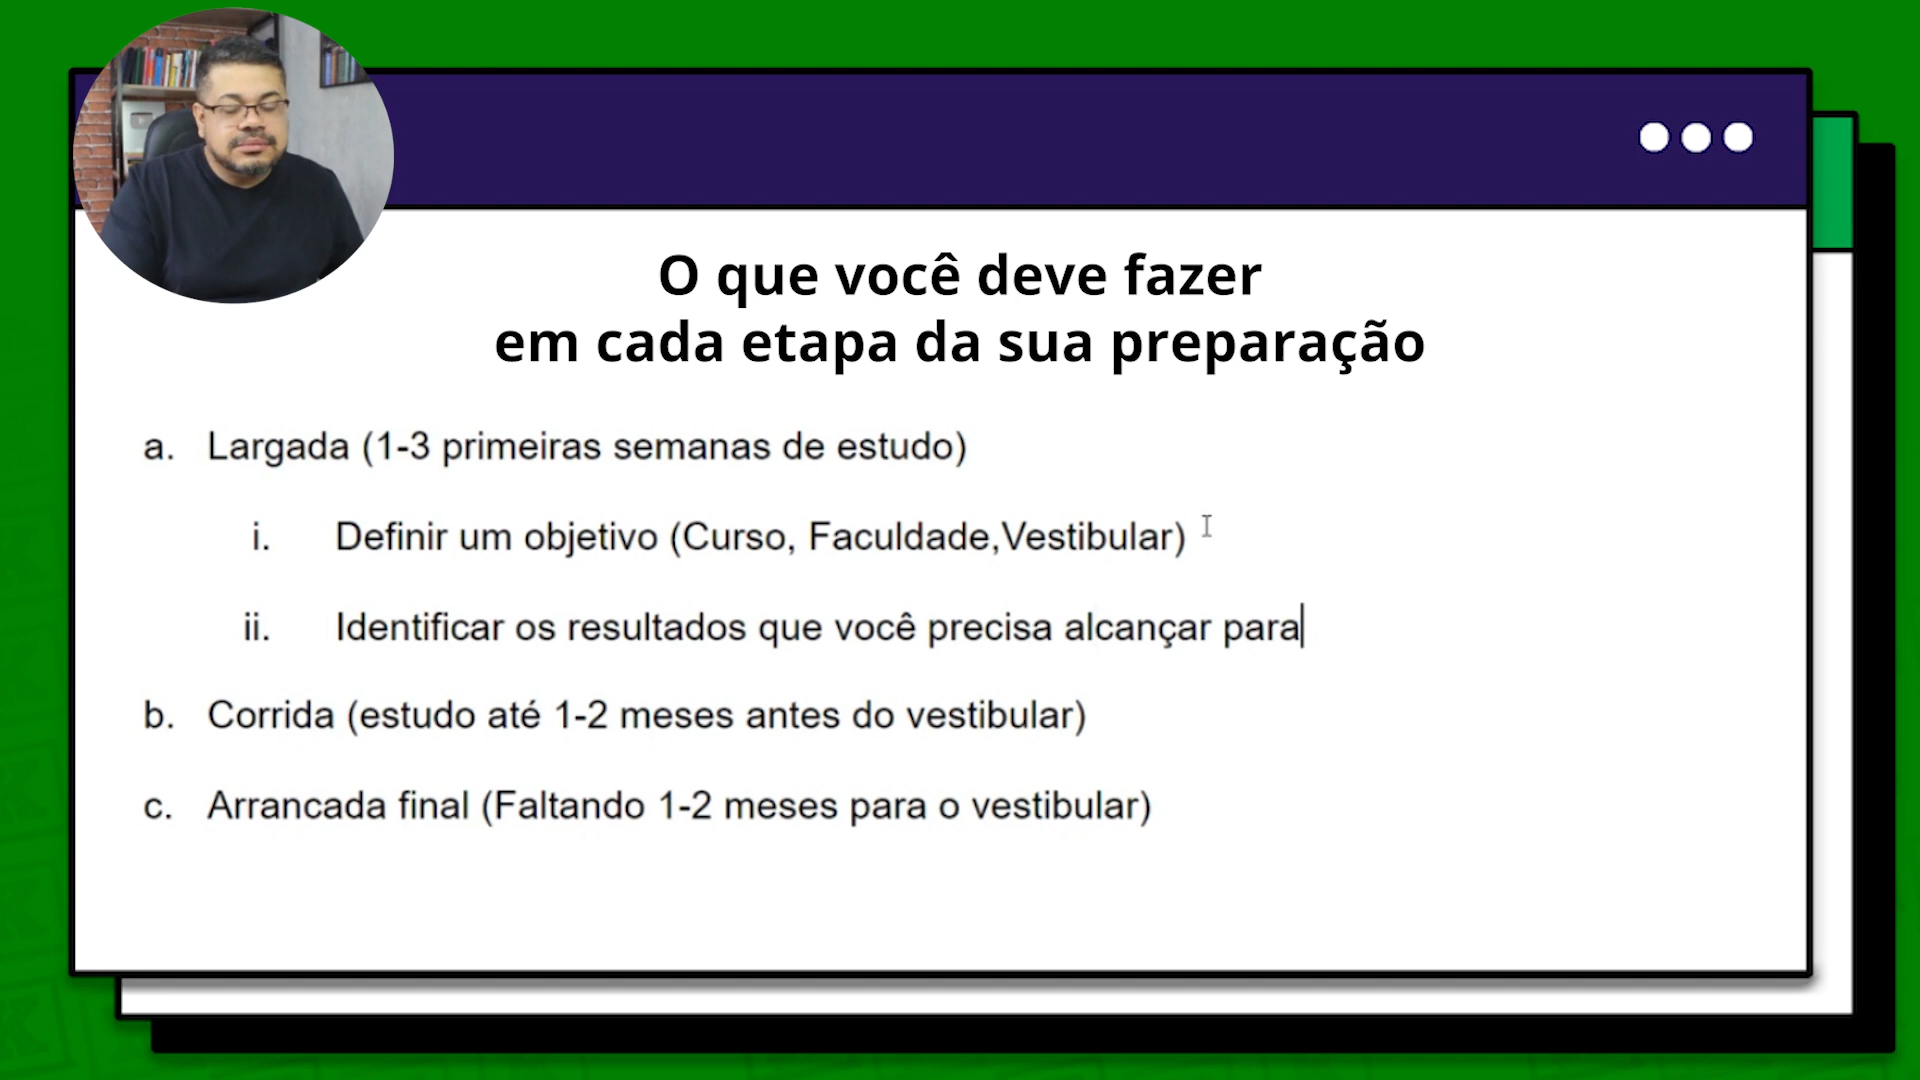 O que você deve fazer
em cada etapa da sua preparação
a. Largada (1-3 primeiras semanas de estudo)
i. Definir um objetivo (Curso, Faculdade,Vestibular)
ii. Identificar os resultados que você precisa alcançar para
b. Corrida (estudo até 1-2 meses antes do vestibular)
c. Arrancada final (Faltando 1-2 meses para o vestibular)